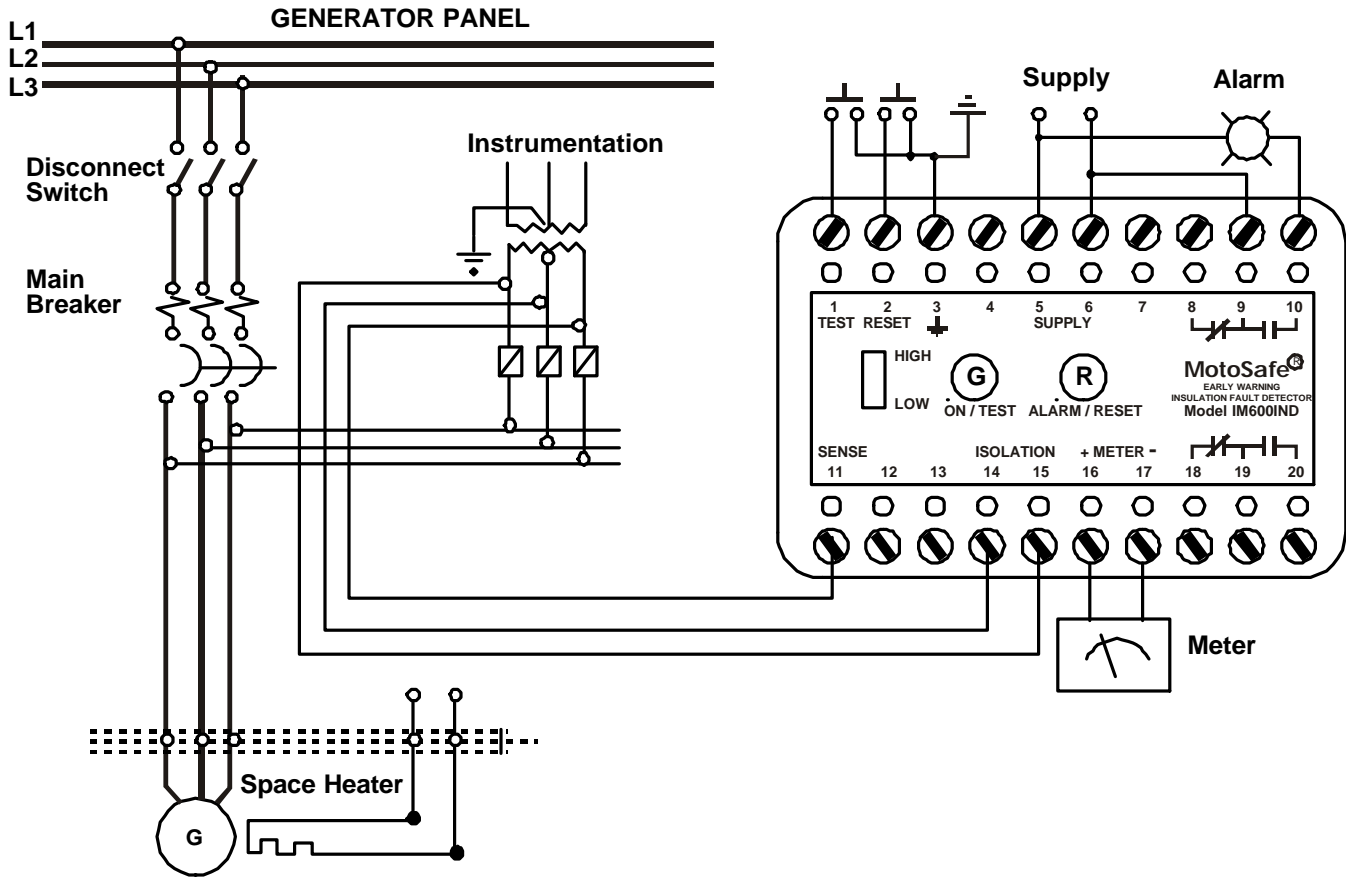 GENERATOR PANEL
L1
L2
L3
Disconnect
Switch
Main
Breaker
Instrumentation
Supply
Alarm
1 2 3 4 5 6 7 8 9 10
TEST RESET SUPPLY
HIGH
LOW
G
ON / TEST
R
ALARM / RESET
MotoSafe®
EARLY WARNING
INSULATION FAULT DETECTOR
Model IM600IND
SENSE ISOLATION + METER -
11 12 13 14 15 16 17 18 19 20
Meter
Space Heater
G